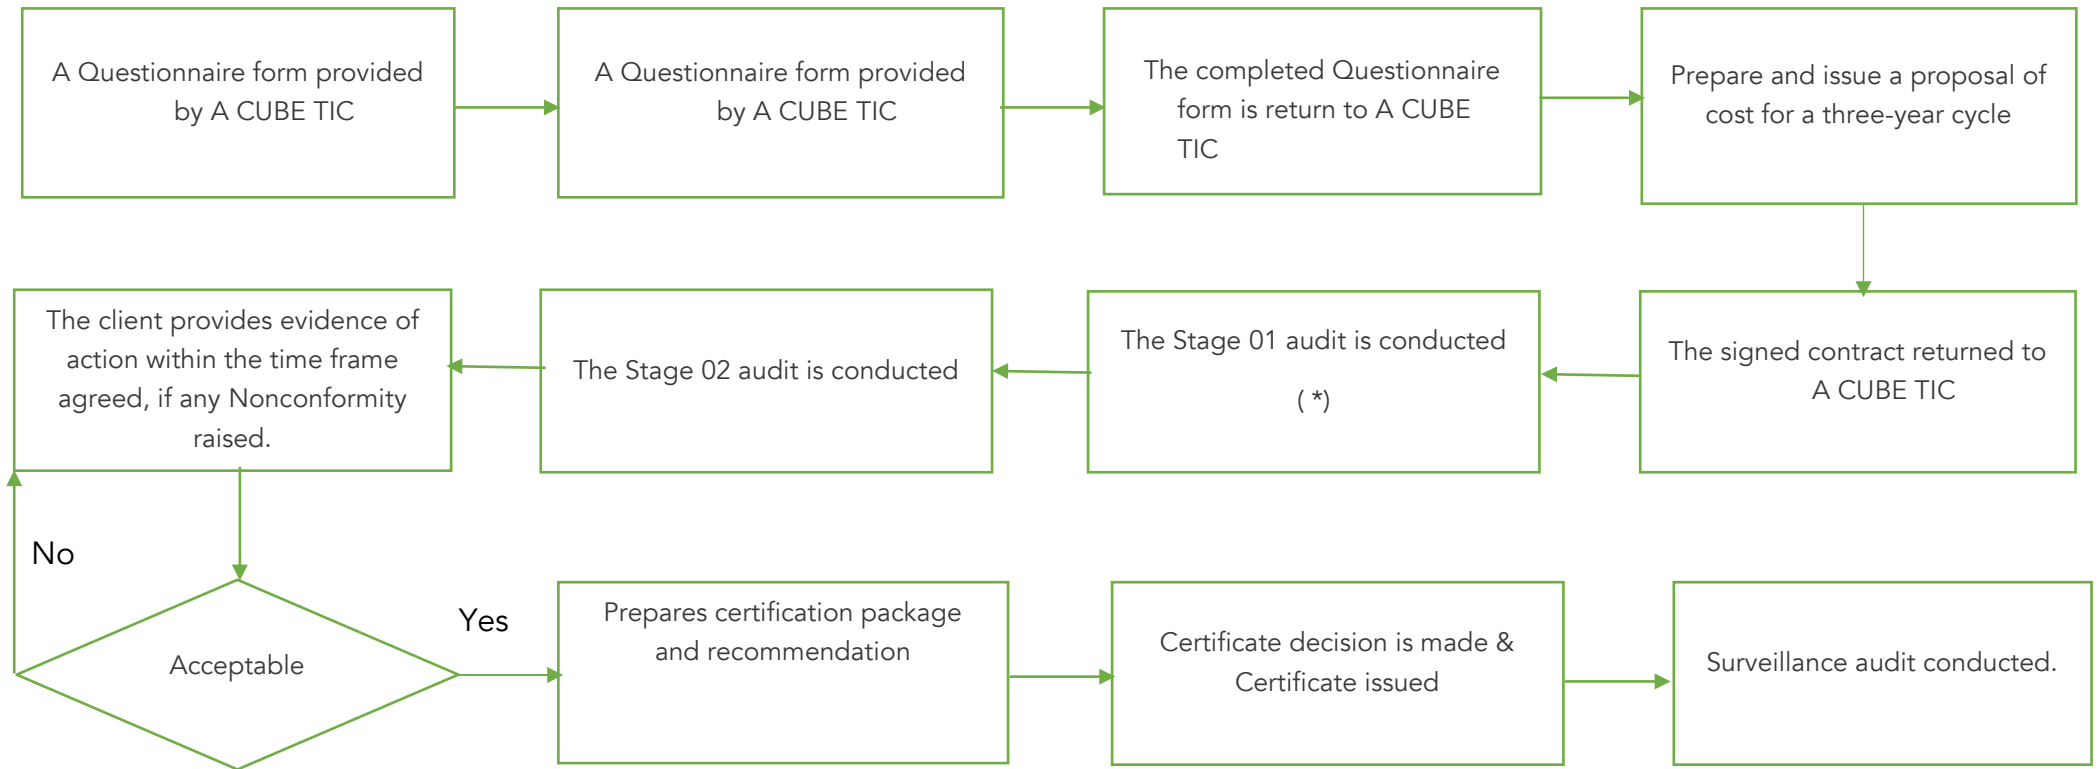 A Questionnaire form provided
by A CUBE TIC
A Questionnaire form provided
by A CUBE TIC
The completed Questionnaire
form is return to A CUBE
TIC
Prepare and issue a proposal of
cost for a three-year cycle
The signed contract returned to
A CUBE TIC
The Stage 01 audit is conducted
( *)
The Stage 02 audit is conducted
The client provides evidence of
action within the time frame
agreed, if any Nonconformity
raised.
No
Acceptable
Yes
Prepares certification package
and recommendation
Certificate decision is made &
Certificate issued
Surveillance audit conducted.